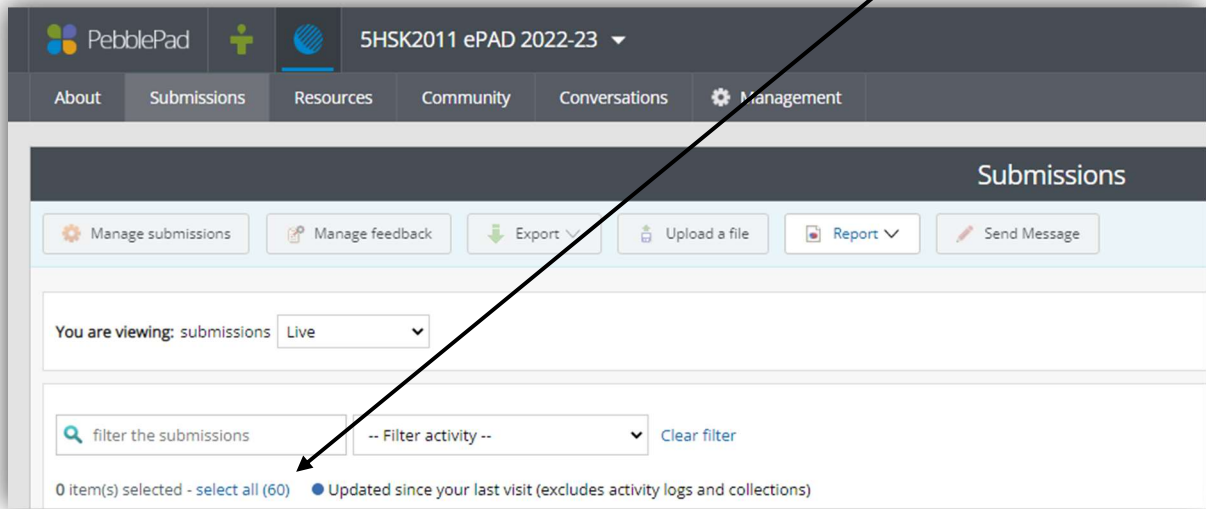 PebblePad 5HSK2011 ePAD 2022-23
About Submissions Resources Community Conversations Management
Submissions
Manage submissions Manage feedback Export Upload a file Report Send Message
You are viewing: submissions Live
filter the submissions -- Filter activity -- Clear filter
0 item(s) selected - select all (60) Updated since your last visit (excludes activity logs and collections)